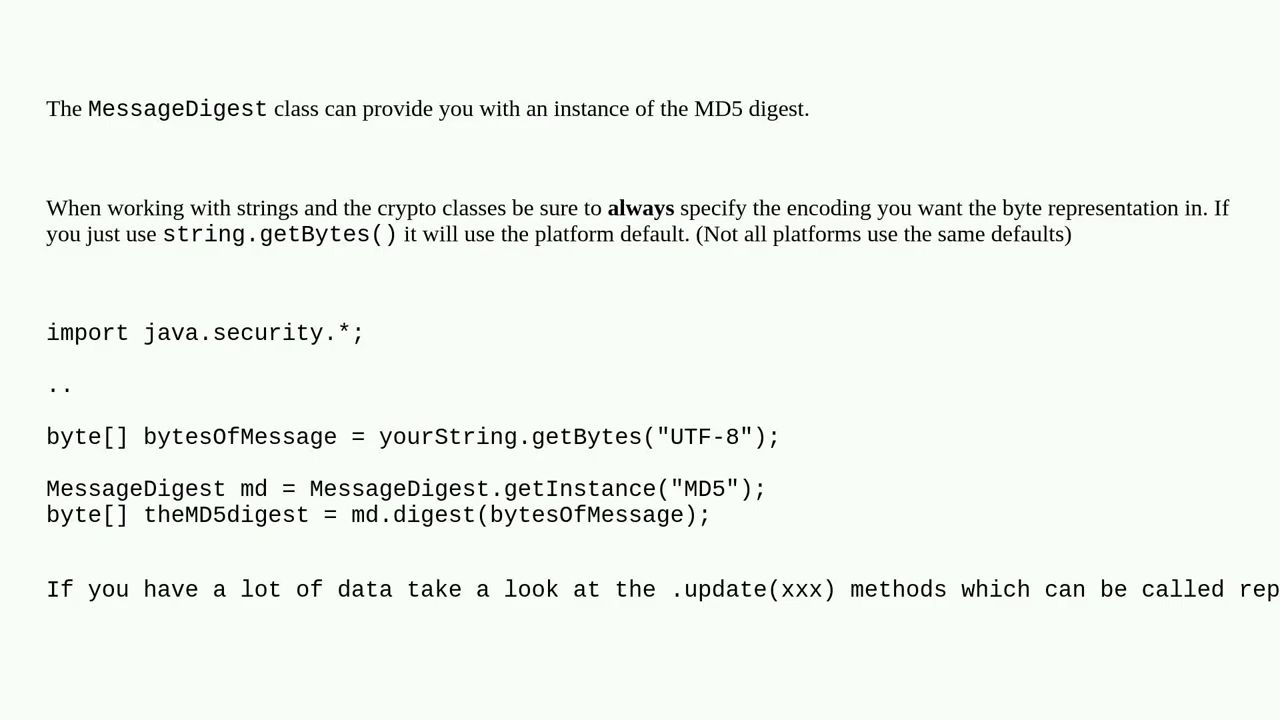 The MessageDigest class can provide you with an instance of the MD5 digest.
When working with strings and the crypto classes be sure to always specify the encoding you want the byte representation in. If
you just use string.getBytes() it will use the platform default. (Not all platforms use the same defaults)
import java.security.*;
..
byte[] bytesOfMessage = yourString.getBytes("UTF-8");
MessageDigest md = MessageDigest.getInstance("MD5");
byte[] theMD5digest = md.digest(bytesOfMessage);
If you have a lot of data take a look at the .update(xxx) methods which can be called